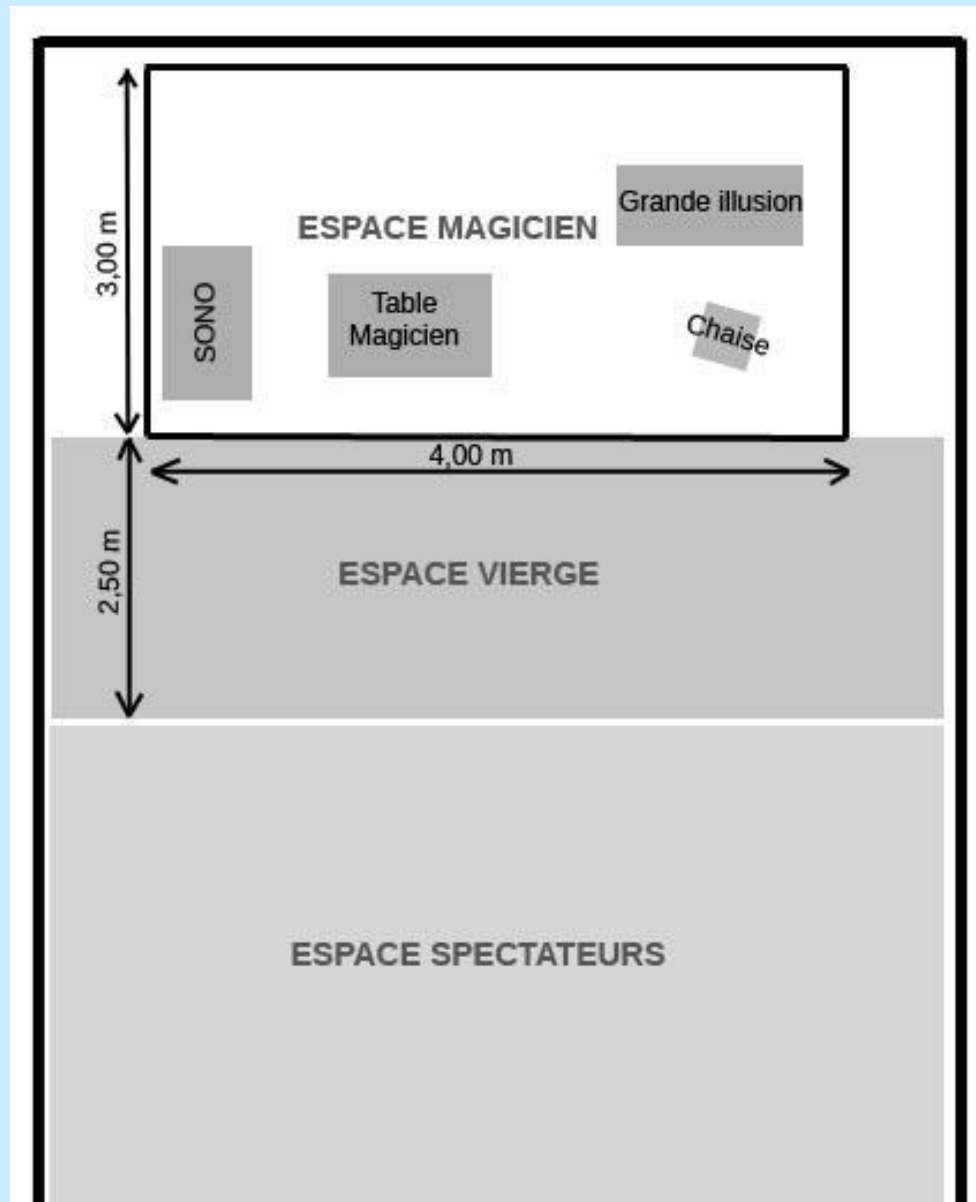 3,00 m
ESPACE MAGICIEN
Grande illusion
SONO
Table
Magicien
Chaise
4,00 m
2,50 m
ESPACE VIERGE
ESPACE SPECTATEURS